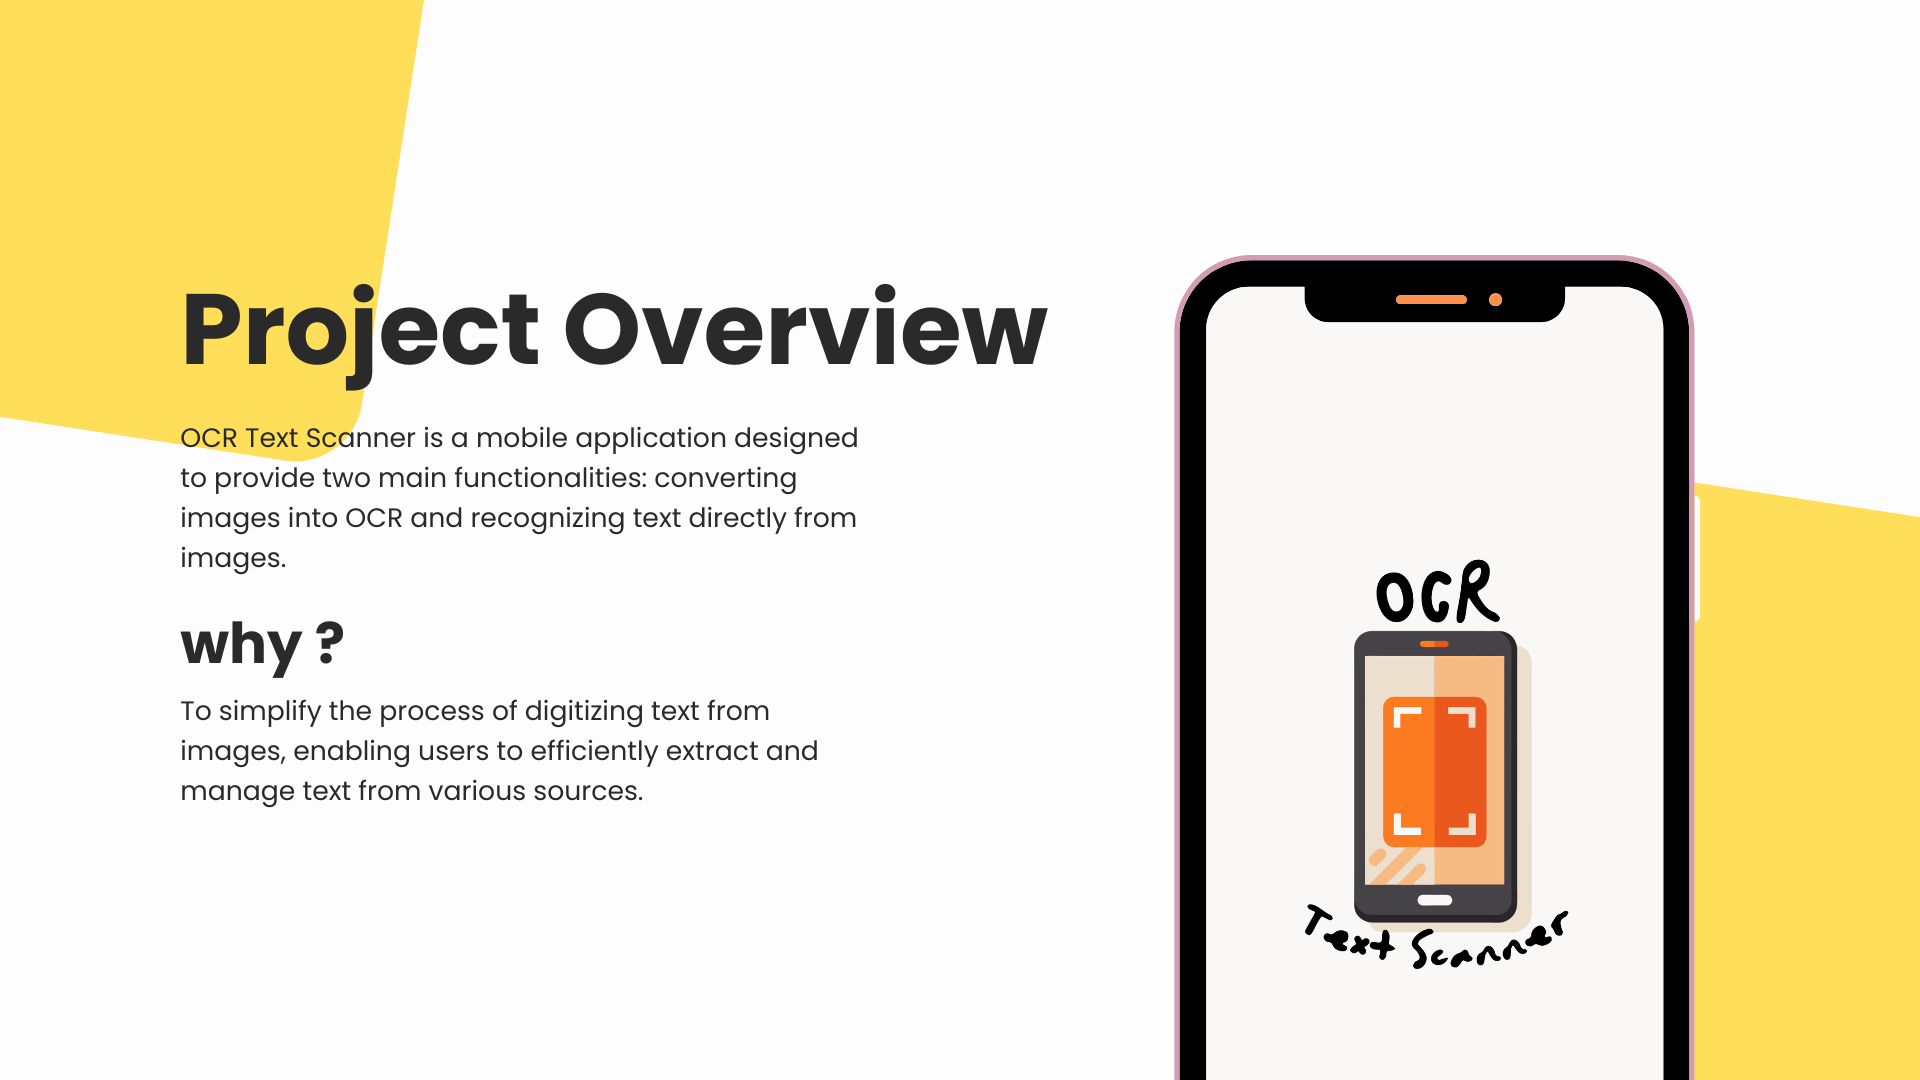 Project Overview
OCR Text Scanner is a mobile application designed
to provide two main functionalities: converting
images into OCR and recognizing text directly from
images.
why ?
To simplify the process of digitizing text from
images, enabling users to efficiently extract and
manage text from various sources.
OCR
Text Scanner